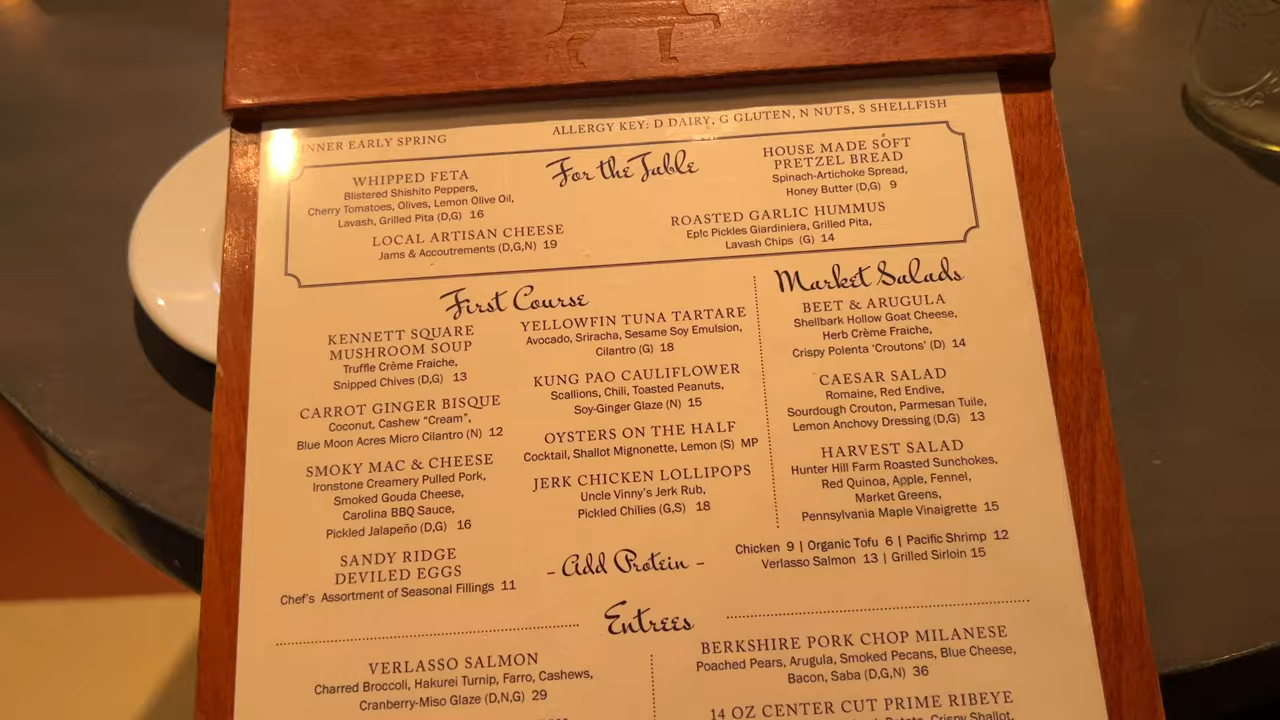 INNER EARLY SPRING
ALLERGY KEY: D DAIRY, G GLUTEN, N NUTS, S SHELLFISH
For the Table
WHIPPED FETA
Blistered Shishito Peppers,
Cherry Tomatoes, Olives, Lemon Olive Oil,
Lavash, Grilled Pita (D,G) 16
LOCAL ARTISAN CHEESE
Jams & Accoutrements (D,G,N) 19
HOUSE MADE SOFT
PRETZEL BREAD
Spinach-Artichoke Spread,
Honey Butter (D,G) 9
ROASTED GARLIC HUMMUS
Ep!c Pickles Giardiniera, Grilled Pita,
Lavash Chips (G) 14
First Course
KENNETT SQUARE
MUSHROOM SOUP
Truffle Crème Fraiche,
Snipped Chives (D,G) 13
CARROT GINGER BISQUE
Coconut, Cashew “Cream”,
Blue Moon Acres Micro Cilantro (N) 12
SMOKY MAC & CHEESE
Ironstone Creamery Pulled Pork,
Smoked Gouda Cheese,
Carolina BBQ Sauce,
Pickled Jalapeño (D,G) 16
SANDY RIDGE
DEVILED EGGS
Chef's Assortment of Seasonal Fillings 11
YELLOWFIN TUNA TARTARE
Avocado, Sriracha, Sesame Soy Emulsion,
Cilantro (G) 18
KUNG PAO CAULIFLOWER
Scallions, Chili, Toasted Peanuts,
Soy-Ginger Glaze (N) 15
OYSTERS ON THE HALF
Cocktail, Shallot Mignonette, Lemon (S) MP
JERK CHICKEN LOLLIPOPS
Uncle Vinny's Jerk Rub,
Pickled Chilies (G,S) 18
Market Salads
BEET & ARUGULA
Shellbark Hollow Goat Cheese,
Herb Crème Fraiche,
Crispy Polenta ‘Croutons’ (D) 14
CAESAR SALAD
Romaine, Red Endive,
Sourdough Crouton, Parmesan Tuile,
Lemon Anchovy Dressing (D,G) 13
HARVEST SALAD
Hunter Hill Farm Roasted Sunchokes,
Red Quinoa, Apple, Fennel,
Market Greens,
Pennsylvania Maple Vinaigrette 15
- Add Protein -
Chicken 9 | Organic Tofu 6 | Pacific Shrimp 12
Verlasso Salmon 13 | Grilled Sirloin 15
Entrees
VERLASSO SALMON
Charred Broccoli, Hakurei Turnip, Farro, Cashews,
Cranberry-Miso Glaze (D,N,G) 29
BERKSHIRE PORK CHOP MILANESE
Poached Pears, Arugula, Smoked Pecans, Blue Cheese,
Bacon, Saba (D,G,N) 36
14 OZ CENTER CUT PRIME RIBEYE
Crispy Shallot,